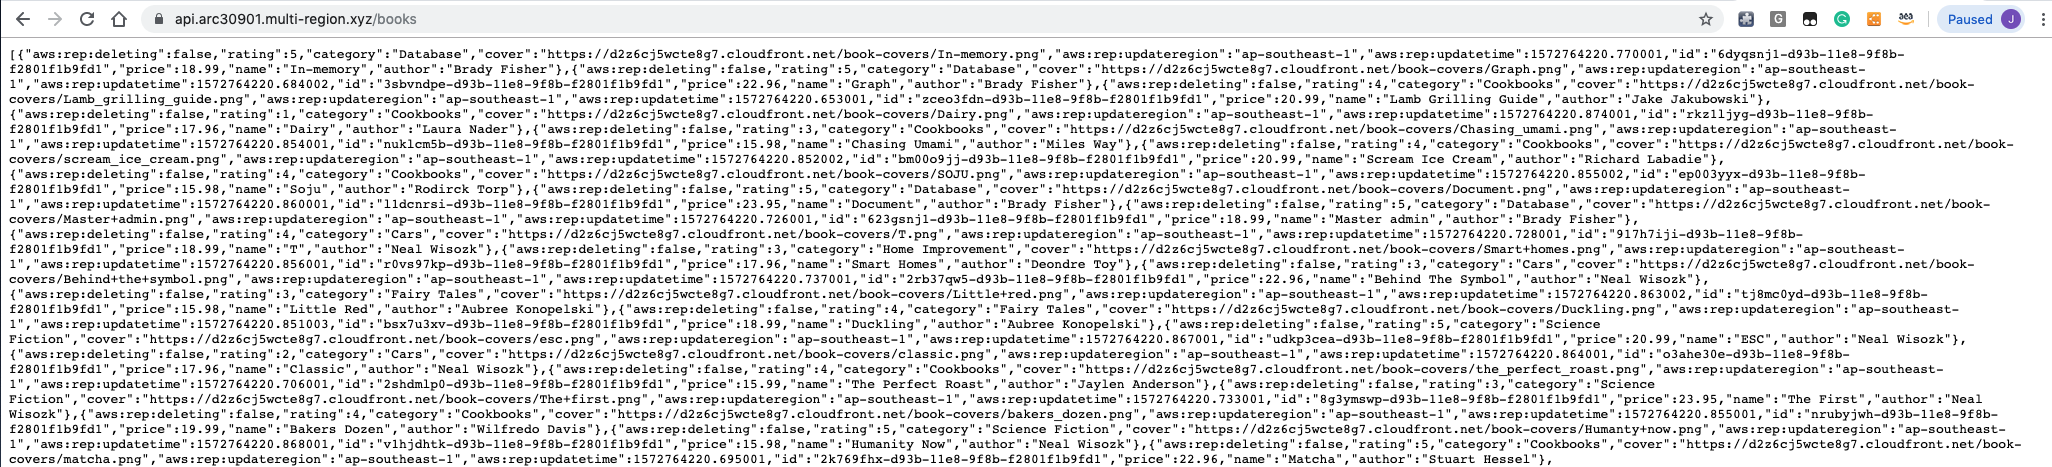 api.arc30901.multi-region.xyz/books
G
G
aea
Paused
J
[{"aws:rep:deleting":false,"rating":5,"category":"Database","cover":"https://d2z6cj5wcte8g7.cloudfront.net/book-covers/In-memory.png","aws:rep:updateregion":"ap-southeast-1","aws:rep:updatetime":1572764220.770001,"id":"6dyqsnjl-d93b-11e8-9f8b-
f2801f1b9fd1","price":18.99,"name":"In-memory","author":"Brady Fisher"},{"aws:rep:deleting":false,"rating":5,"category":"Database","cover":"https://d2z6cj5wcte8g7.cloudfront.net/book-covers/Graph.png","aws:rep:updateregion":"ap-southeast-
1","aws:rep:updatetime":1572764220.684002,"id":"3sbvndpe-d93b-11e8-9f8b-f2801f1b9fd1","price":22.96,"name":"Graph","author":"Brady Fisher"},{"aws:rep:deleting":false,"rating":4,"category":"Cookbooks","cover":"https://d2z6cj5wcte8g7.cloudfront.net/book-
covers/Lamb_grilling_guide.png","aws:rep:updateregion":"ap-southeast-1","aws:rep:updatetime":1572764220.653001,"id":"zceo3fdn-d93b-11e8-9f8b-f2801f1b9fd1","price":20.99,"name":"Lamb Grilling Guide","author":"Jake Jakubowski"},
{"aws:rep:deleting":false,"rating":1,"category":"Cookbooks","cover":"https://d2z6cj5wcte8g7.cloudfront.net/book-covers/Dairy.png","aws:rep:updateregion":"ap-southeast-1","aws:rep:updatetime":1572764220.874001,"id":"rkz1ljyg-d93b-11e8-9f8b-
f2801f1b9fd1","price":17.96,"name":"Dairy","author":"Laura Nader"},{"aws:rep:deleting":false,"rating":3,"category":"Cookbooks","cover":"https://d2z6cj5wcte8g7.cloudfront.net/book-covers/Chasing_umami.png","aws:rep:updateregion":"ap-southeast-
1","aws:rep:updatetime":1572764220.854001,"id":"nuklcm5b-d93b-11e8-9f8b-f2801f1b9fd1","price":15.98,"name":"Chasing Umami","author":"Miles Way"},{"aws:rep:deleting":false,"rating":4,"category":"Cookbooks","cover":"https://d2z6cj5wcte8g7.cloudfront.net/book-
covers/scream_ice_cream.png","aws:rep:updateregion":"ap-southeast-1","aws:rep:updatetime":1572764220.852002,"id":"bm00o9jj-d93b-11e8-9f8b-f2801f1b9fd1","price":20.99,"name":"Scream Ice Cream","author":"Richard Labadie"},
{"aws:rep:deleting":false,"rating":4,"category":"Cookbooks","cover":"https://d2z6cj5wcte8g7.cloudfront.net/book-covers/SOJU.png","aws:rep:updateregion":"ap-southeast-1","aws:rep:updatetime":1572764220.855002,"id":"ep003yyx-d93b-11e8-9f8b-
f2801f1b9fd1","price":15.98,"name":"Soju","author":"Rodirck Torp"},{"aws:rep:deleting":false,"rating":5,"category":"Database","cover":"https://d2z6cj5wcte8g7.cloudfront.net/book-covers/Document.png","aws:rep:updateregion":"ap-southeast-
1","aws:rep:updatetime":1572764220.860001,"id":"l1dcnrsi-d93b-11e8-9f8b-f2801f1b9fd1","price":23.95,"name":"Document","author":"Brady Fisher"},{"aws:rep:deleting":false,"rating":5,"category":"Database","cover":"https://d2z6cj5wcte8g7.cloudfront.net/book-
covers/Master+admin.png","aws:rep:updateregion":"ap-southeast-1","aws:rep:updatetime":1572764220.726001,"id":"623gsnjl-d93b-11e8-9f8b-f2801f1b9fd1","price":18.99,"name":"Master admin","author":"Brady Fisher"},
{"aws:rep:deleting":false,"rating":4,"category":"Cars","cover":"https://d2z6cj5wcte8g7.cloudfront.net/book-covers/T.png","aws:rep:updateregion":"ap-southeast-1","aws:rep:updatetime":1572764220.728001,"id":"917h7iji-d93b-11e8-9f8b-
f2801f1b9fd1","price":18.99,"name":"T","author":"Neal Wisozk"},{"aws:rep:deleting":false,"rating":3,"category":"Home Improvement","cover":"https://d2z6cj5wcte8g7.cloudfront.net/book-covers/Smart+homes.png","aws:rep:updateregion":"ap-southeast-
1","aws:rep:updatetime":1572764220.856001,"id":"r0vs97kp-d93b-11e8-9f8b-f2801f1b9fd1","price":17.96,"name":"Smart Homes","author":"Deondre Toy"},{"aws:rep:deleting":false,"rating":3,"category":"Cars","cover":"https://d2z6cj5wcte8g7.cloudfront.net/book-
covers/Behind+the+symbol.png","aws:rep:updateregion":"ap-southeast-1","aws:rep:updatetime":1572764220.737001,"id":"2rb37qw5-d93b-11e8-9f8b-f2801f1b9fd1","price":22.96,"name":"Behind The Symbol","author":"Neal Wisozk"},
{"aws:rep:deleting":false,"rating":3,"category":"Fairy Tales","cover":"https://d2z6cj5wcte8g7.cloudfront.net/book-covers/Little+red.png","aws:rep:updateregion":"ap-southeast-1","aws:rep:updatetime":1572764220.863002,"id":"tj8mc0yd-d93b-11e8-9f8b-
f2801f1b9fd1","price":15.98,"name":"Little Red","author":"Aubree Konopelski"},{"aws:rep:deleting":false,"rating":4,"category":"Fairy Tales","cover":"https://d2z6cj5wcte8g7.cloudfront.net/book-covers/Duckling.png","aws:rep:updateregion":"ap-southeast-
1","aws:rep:updatetime":1572764220.851003,"id":"bsx7u3xv-d93b-11e8-9f8b-f2801f1b9fd1","price":18.99,"name":"Duckling","author":"Aubree Konopelski"},{"aws:rep:deleting":false,"rating":5,"category":"Science
Fiction","cover":"https://d2z6cj5wcte8g7.cloudfront.net/book-covers/esc.png","aws:rep:updateregion":"ap-southeast-1","aws:rep:updatetime":1572764220.867001,"id":"udkp3cea-d93b-11e8-9f8b-f2801f1b9fd1","price":20.99,"name":"ESC","author":"Neal Wisozk"},
{"aws:rep:deleting":false,"rating":2,"category":"Cars","cover":"https://d2z6cj5wcte8g7.cloudfront.net/book-covers/classic.png","aws:rep:updateregion":"ap-southeast-1","aws:rep:updatetime":1572764220.864001,"id":"o3ahe30e-d93b-11e8-9f8b-
f2801f1b9fd1","price":17.96,"name":"Classic","author":"Neal Wisozk"},{"aws:rep:deleting":false,"rating":4,"category":"Cookbooks","cover":"https://d2z6cj5wcte8g7.cloudfront.net/book-covers/the_perfect_roast.png","aws:rep:updateregion":"ap-southeast-
1","aws:rep:updatetime":1572764220.706001,"id":"2shdmlp0-d93b-11e8-9f8b-f2801f1b9fd1","price":15.99,"name":"The Perfect Roast","author":"Jaylen Anderson"},{"aws:rep:deleting":false,"rating":3,"category":"Science
Fiction","cover":"https://d2z6cj5wcte8g7.cloudfront.net/book-covers/The+first.png","aws:rep:updateregion":"ap-southeast-1","aws:rep:updatetime":1572764220.733001,"id":"8g3ymswp-d93b-11e8-9f8b-f2801f1b9fd1","price":23.95,"name":"The First","author":"Neal
Wisozk"},{"aws:rep:deleting":false,"rating":4,"category":"Cookbooks","cover":"https://d2z6cj5wcte8g7.cloudfront.net/book-covers/bakers_dozen.png","aws:rep:updateregion":"ap-southeast-1","aws:rep:updatetime":1572764220.855001,"id":"nrubyjwh-d93b-11e8-9f8b-
f2801f1b9fd1","price":19.99,"name":"Bakers Dozen","author":"Wilfredo Davis"},{"aws:rep:deleting":false,"rating":5,"category":"Science Fiction","cover":"https://d2z6cj5wcte8g7.cloudfront.net/book-covers/Humanty+now.png","aws:rep:updateregion":"ap-southeast-
1","aws:rep:updatetime":1572764220.868001,"id":"v1hjdhtk-d93b-11e8-9f8b-f2801f1b9fd1","price":15.98,"name":"Humanity Now","author":"Neal Wisozk"},{"aws:rep:deleting":false,"rating":5,"category":"Cookbooks","cover":"https://d2z6cj5wcte8g7.cloudfront.net/book-
covers/matcha.png","aws:rep:updateregion":"ap-southeast-1","aws:rep:updatetime":1572764220.695001,"id":"2k769fhx-d93b-11e8-9f8b-f2801f1b9fd1","price":22.96,"name":"Matcha","author":"Stuart Hessel"},